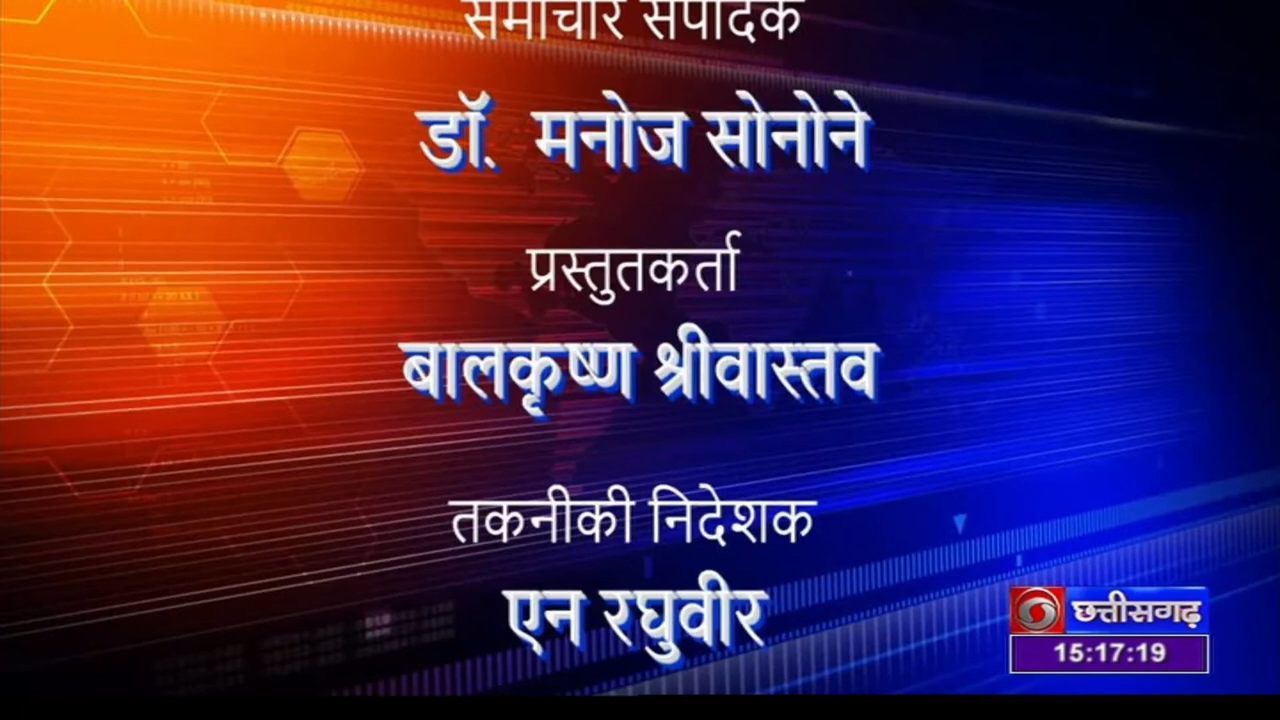 समाचार संपादक
डॉ. मनोज सोनोने
प्रस्तुतकर्ता
बालकृष्ण श्रीवास्तव
तकनीकी निदेशक
एन रघुवीर
छत्तीसगढ़
15:17:19